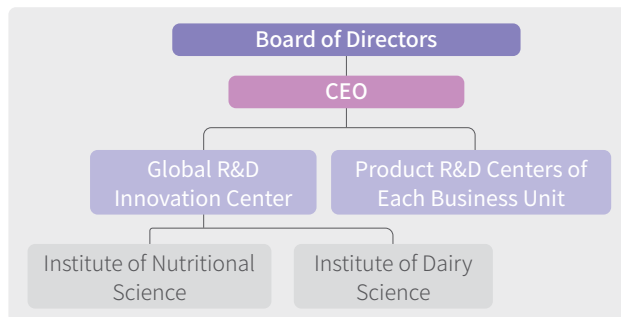 Board of Directors
CEO
Global R&D
Innovation Center
Product R&D Centers of
Each Business Unit
Institute of Nutritional
Science
Institute of Dairy
Science